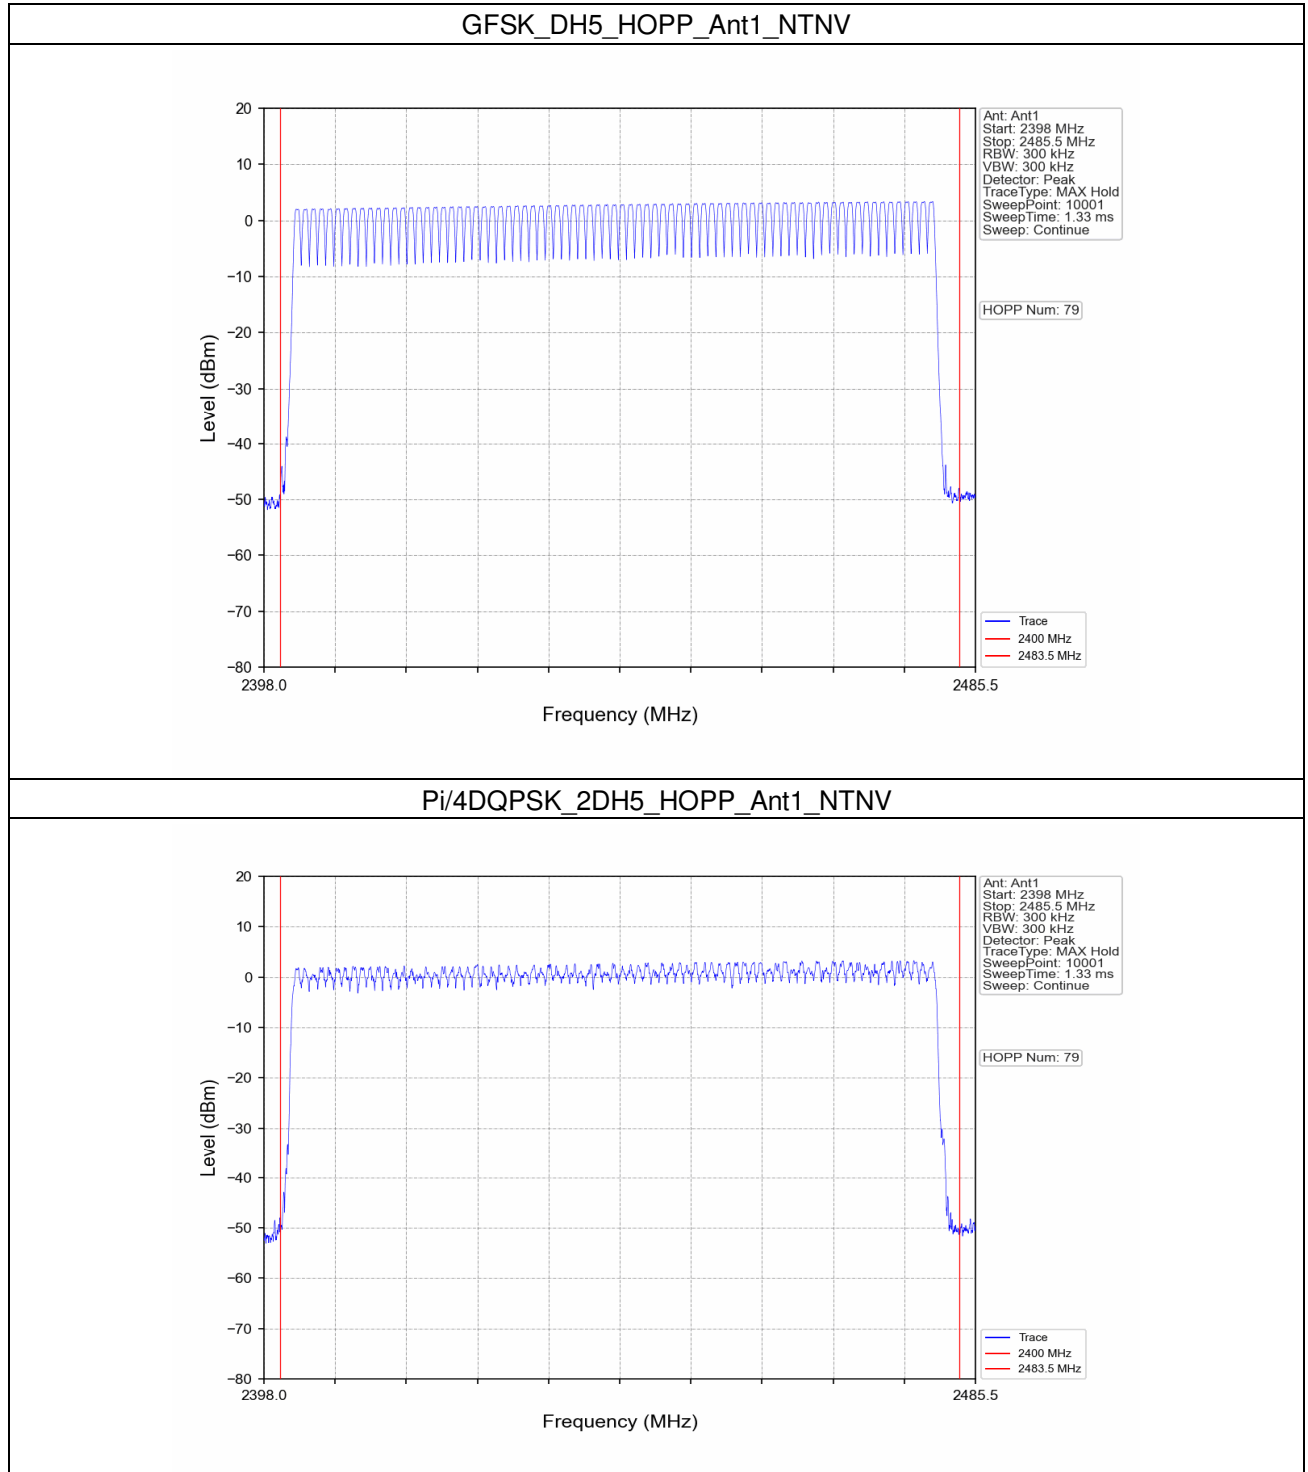 GFSK_DH5_HOPP_Ant1_NTNV
20
10
0
−10
−20
−30
−40
−50
−60
−70
−80
Level (dBm)
2398.0
2485.5
Frequency (MHz)
Ant: Ant1
Start: 2398 MHz
Stop: 2485.5 MHz
RBW: 300 kHz
VBW: 300 kHz
Detector: Peak
TraceType: MAX Hold
SweepPoint: 10001
SweepTime: 1.33 ms
Sweep: Continue
HOPP Num: 79
Trace
2400 MHz
2483.5 MHz
Pi/4DQPSK_2DH5_HOPP_Ant1_NTNV
20
10
0
−10
−20
−30
−40
−50
−60
−70
−80
Level (dBm)
2398.0
2485.5
Frequency (MHz)
Ant: Ant1
Start: 2398 MHz
Stop: 2485.5 MHz
RBW: 300 kHz
VBW: 300 kHz
Detector: Peak
TraceType: MAX Hold
SweepPoint: 10001
SweepTime: 1.33 ms
Sweep: Continue
HOPP Num: 79
Trace
2400 MHz
2483.5 MHz